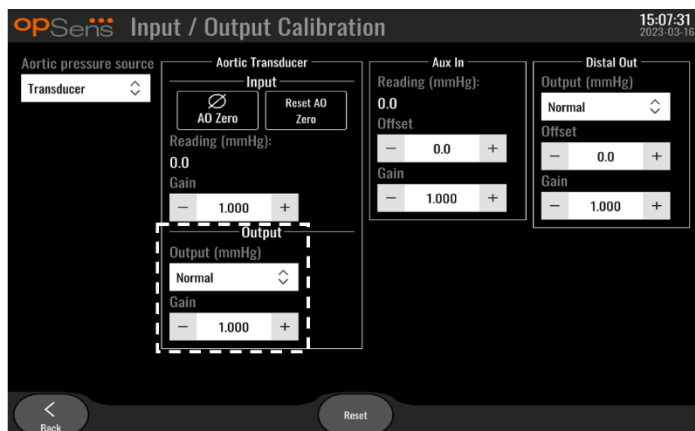 opSens Input / Output Calibration
15:07:31
2023-03-16
Aortic pressure source
Transducer
Aortic Transducer
Input
AO Zero
Reset AO
Zero
Reading (mmHg):
0.0
Gain
− 1.000 +
Output
Output (mmHg)
Normal
Gain
− 1.000 +
Aux In
Reading (mmHg):
0.0
Offset
− 0.0 +
Gain
− 1.000 +
Distal Out
Output (mmHg)
Normal
Offset
− 0.0 +
Gain
− 1.000 +
Back
Reset